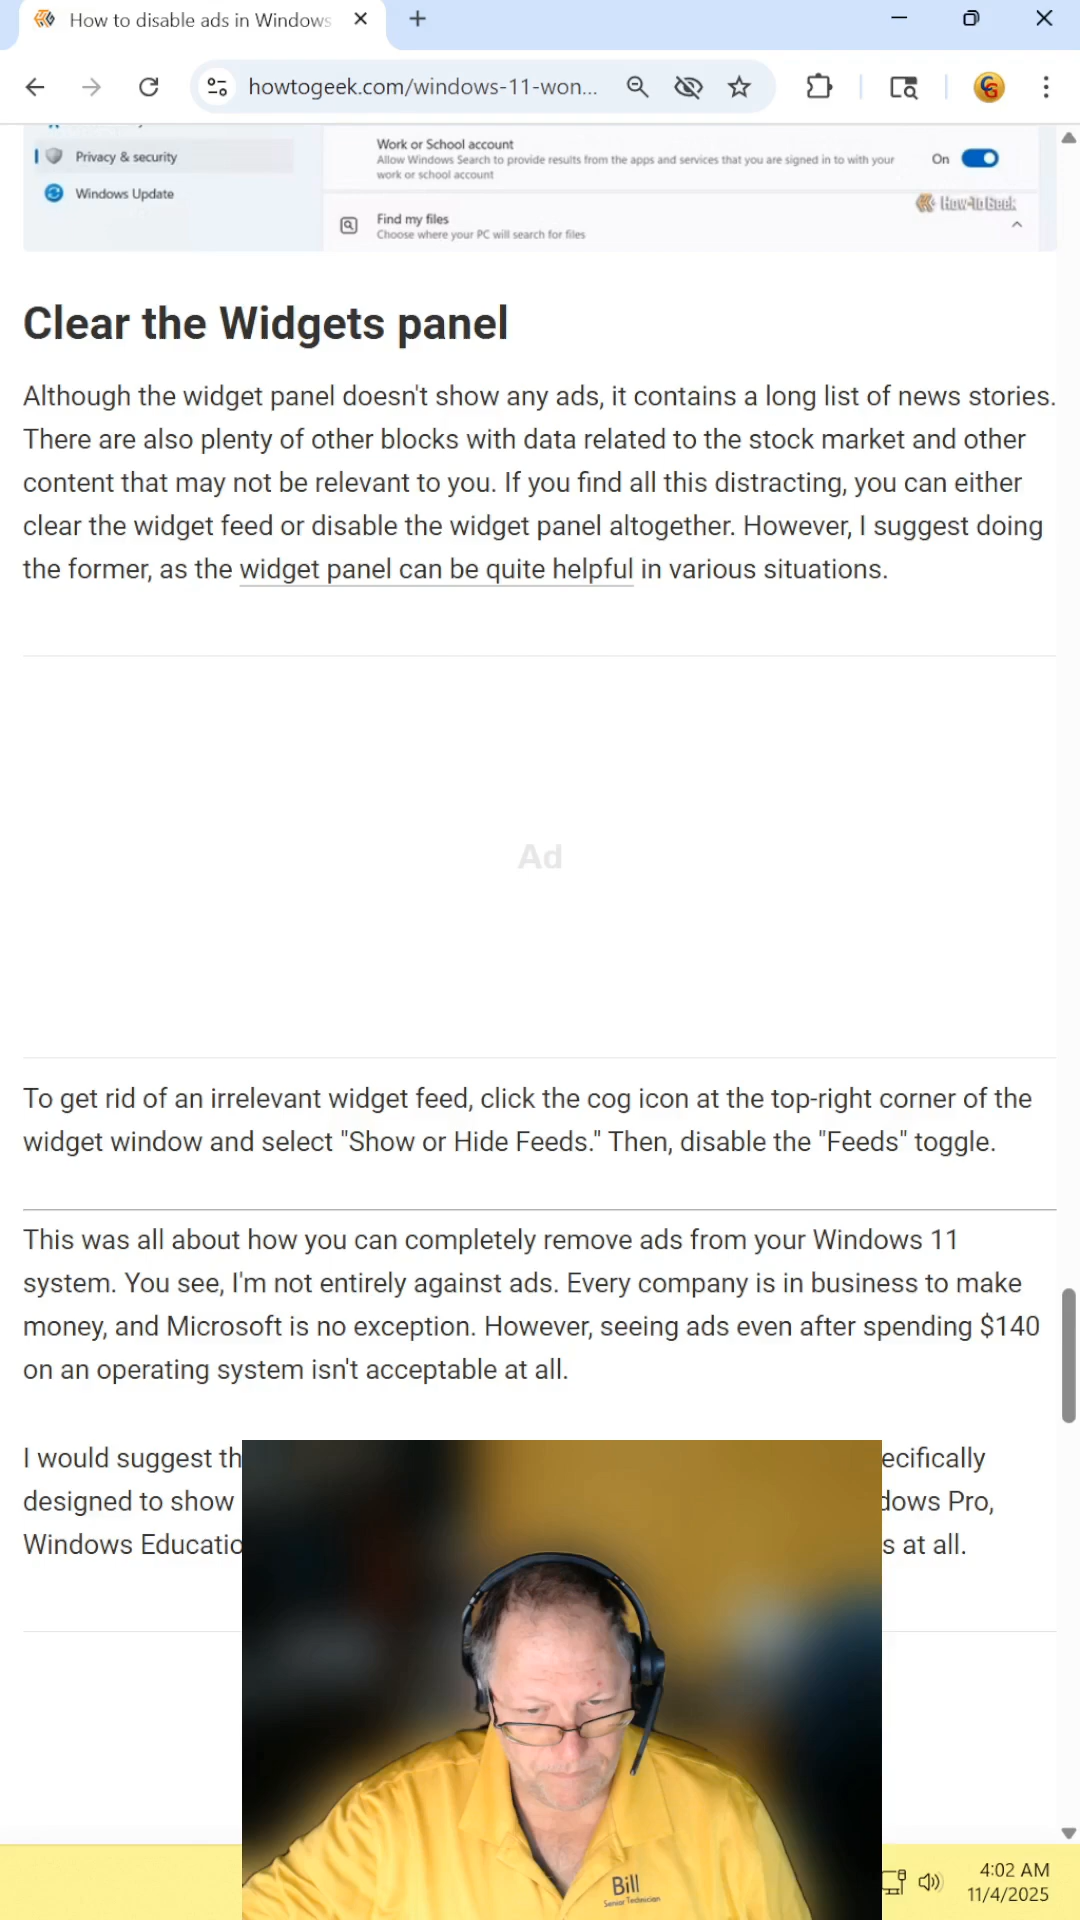 How to disable ads in Windows
howtogeek.com/windows-11-won...
Work or School account
Privacy & security
Allow Windows Search to provide results from the apps and services that you are signed in to with your
work or school account
On
Windows Update
How-To Geek
Find my files
Choose where your PC will search for files
Clear the Widgets panel
Although the widget panel doesn't show any ads, it contains a long list of news stories.
There are also plenty of other blocks with data related to the stock market and other
content that may not be relevant to you. If you find all this distracting, you can either
clear the widget feed or disable the widget panel altogether. However, I suggest doing
the former, as the widget panel can be quite helpful in various situations.
Ad
To get rid of an irrelevant widget feed, click the cog icon at the top-right corner of the
widget window and select "Show or Hide Feeds." Then, disable the "Feeds" toggle.
This was all about how you can completely remove ads from your Windows 11
system. You see, I'm not entirely against ads. Every company is in business to make
money, and Microsoft is no exception. However, seeing ads even after spending $140
on an operating system isn't acceptable at all.
I would suggest th ecifically
designed to show dows Pro,
Windows Educatio s at all.
Bill
Senior Technician
4:02 AM
11/4/2025